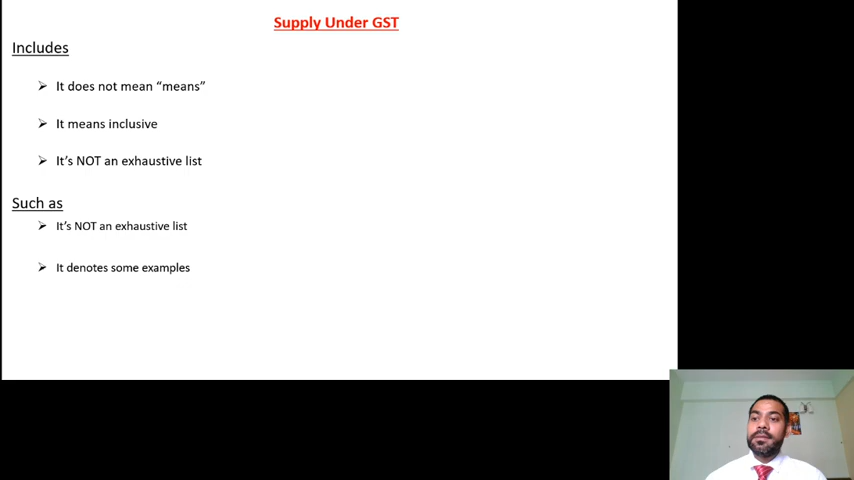 Supply Under GST
Includes
It does not mean “means”
It means inclusive
It’s NOT an exhaustive list
Such as
It’s NOT an exhaustive list
It denotes some examples